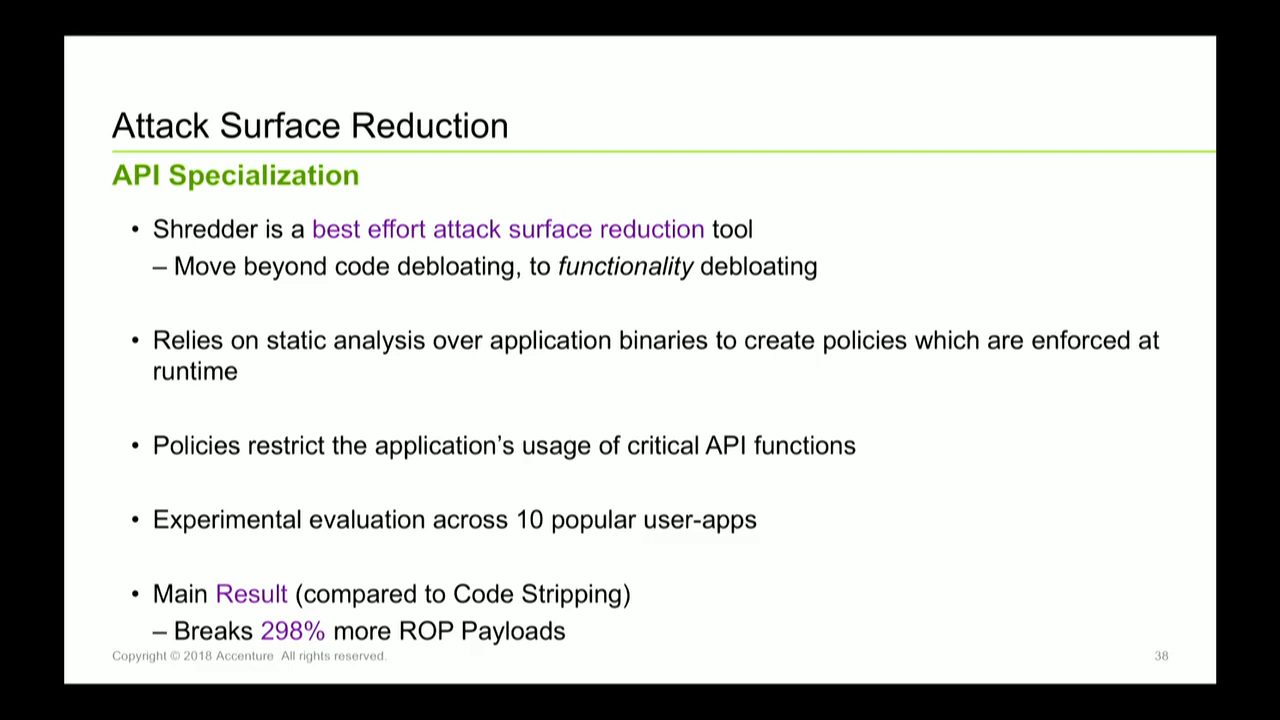 Attack Surface Reduction
API Specialization
• Shredder is a best effort attack surface reduction tool
– Move beyond code debloating, to functionality debloating
• Relies on static analysis over application binaries to create policies which are enforced at
runtime
• Policies restrict the application's usage of critical API functions
• Experimental evaluation across 10 popular user-apps
• Main Result (compared to Code Stripping)
– Breaks 298% more ROP Payloads
Copyright © 2018 Accenture All rights reserved.
38